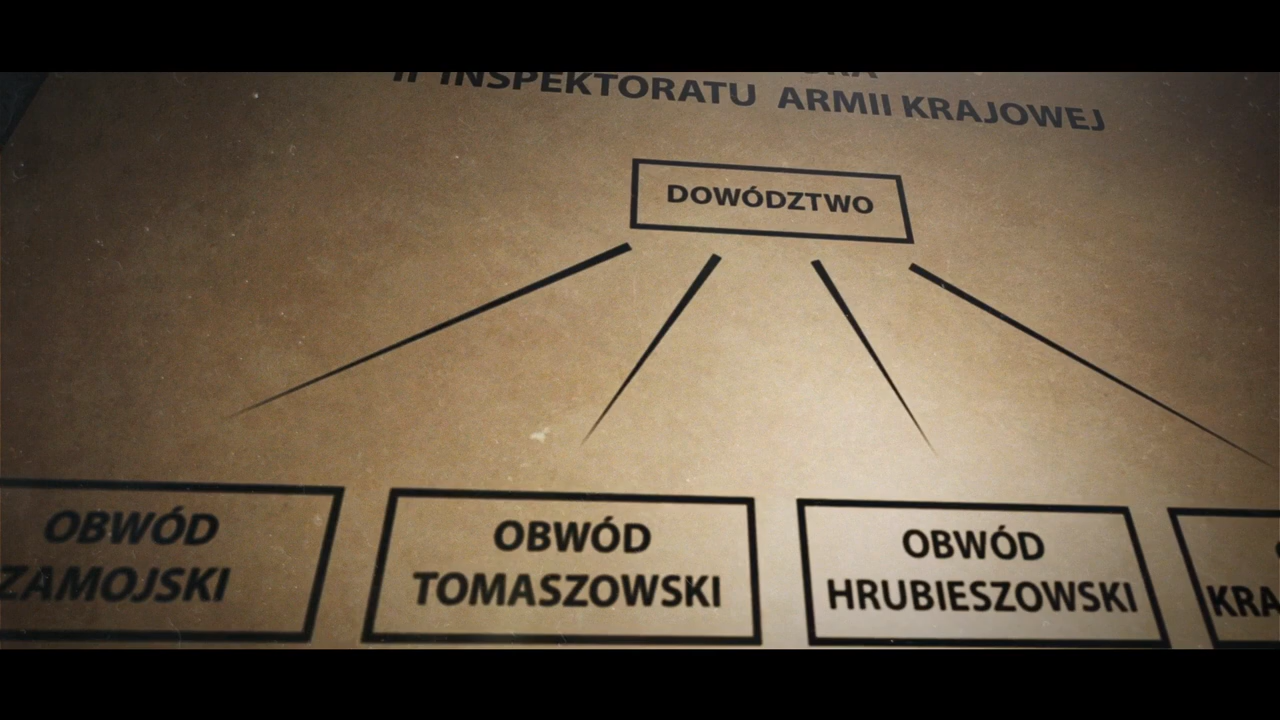 II INSPEKTORATU ARMII KRAJOWEJ
DOWÓDZTWO
OBWÓD
ZAMOJSKI
OBWÓD
TOMASZOWSKI
OBWÓD
HRUBIESZOWSKI